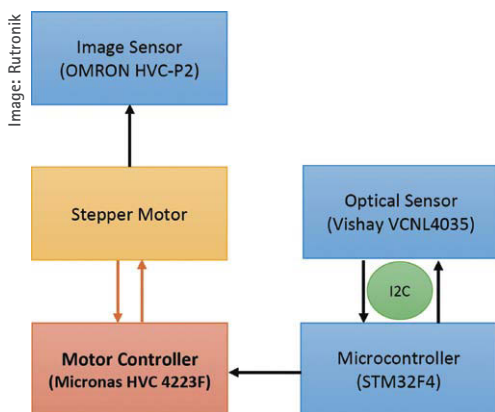 Image: Rutronik
Image Sensor
(OMRON HVC-P2)
Stepper Motor
Optical Sensor
(Vishay VCNL4035)
I2C
Motor Controller
(Micronas HVC 4223F)
Microcontroller
(STM32F4)